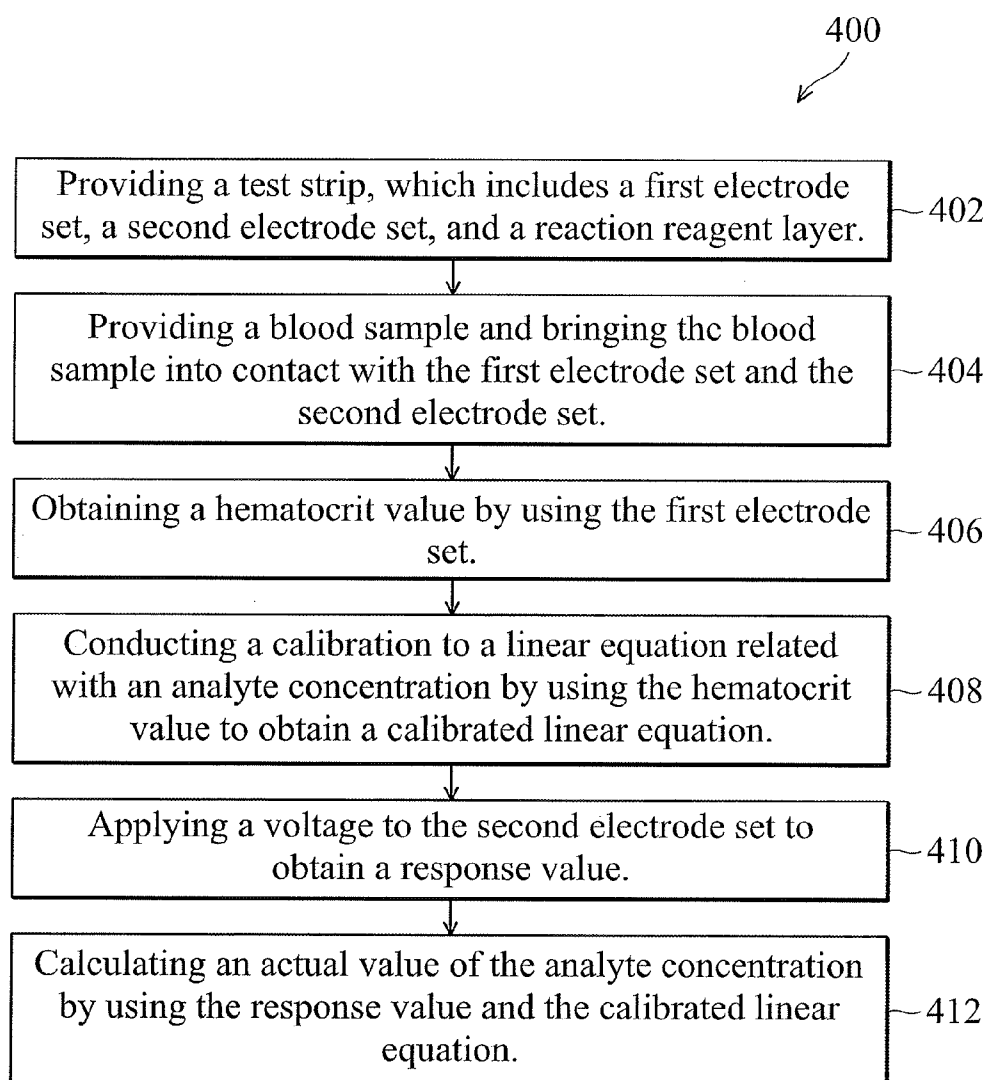 400
Providing a test strip, which includes a first electrode
set, a second electrode set, and a reaction reagent layer.
402
Providing a blood sample and bringing the blood
sample into contact with the first electrode set and the
second electrode set.
404
Obtaining a hematocrit value by using the first electrode
set.
406
Conducting a calibration to a linear equation related
with an analyte concentration by using the hematocrit
value to obtain a calibrated linear equation.
408
Applying a voltage to the second electrode set to
obtain a response value.
410
Calculating an actual value of the analyte concentration
by using the response value and the calibrated linear
equation.
412